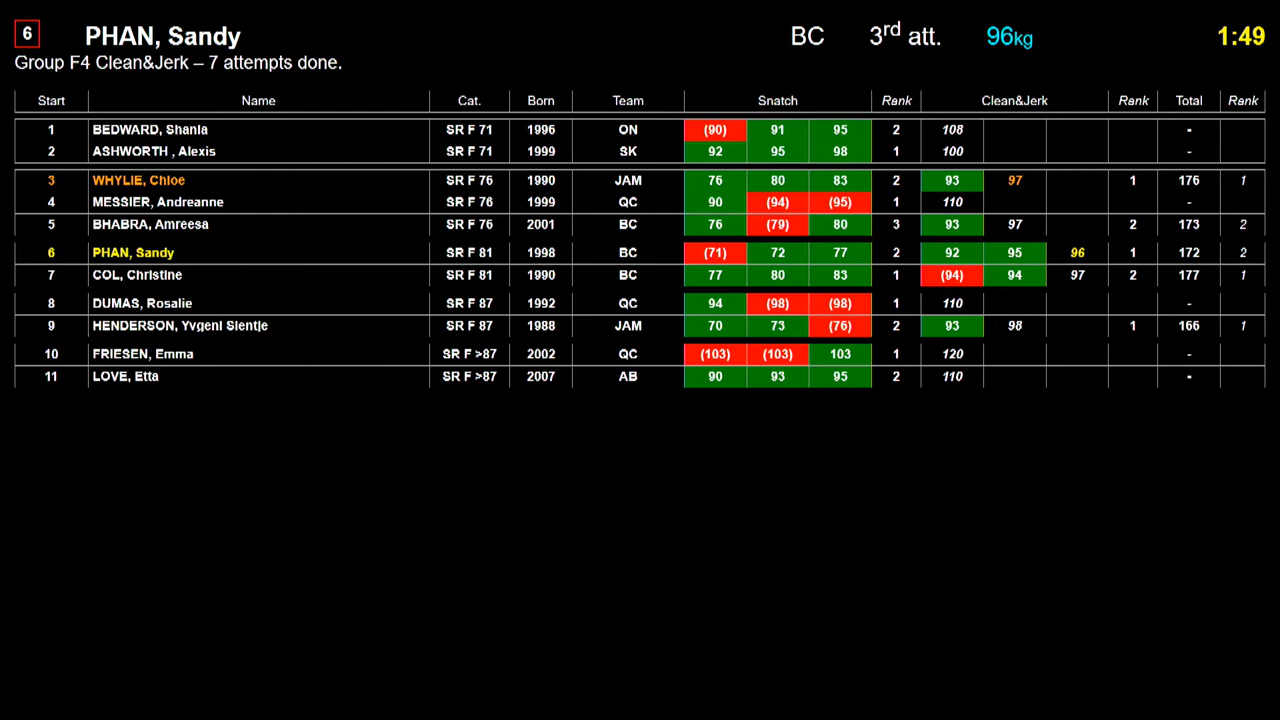 6 PHAN, Sandy BC 3rd att. 96kg 1:49
Group F4 Clean&Jerk – 7 attempts done.
Start Name Cat. Born Team Snatch Rank Clean&Jerk Rank Total Rank
1 BEDWARD, Shania SR F 71 1996 ON (90) 91 95 2 108 -
2 ASHWORTH , Alexis SR F 71 1999 SK 92 95 98 1 100 -
3 WHYLIE, Chloe SR F 76 1990 JAM 76 80 83 2 93 97 1 176 1
4 MESSIER, Andreanne SR F 76 1999 QC 90 (94) (95) 1 110 -
5 BHABRA, Amreesa SR F 76 2001 BC 76 (79) 80 3 93 97 2 173 2
6 PHAN, Sandy SR F 81 1998 BC (71) 72 77 2 92 95 96 1 172 2
7 COL, Christine SR F 81 1990 BC 77 80 83 1 (94) 94 97 2 177 1
8 DUMAS, Rosalie SR F 87 1992 QC 94 (98) (98) 1 110 -
9 HENDERSON, Yvgeni Sientje SR F 87 1988 JAM 70 73 (76) 2 93 98 1 166 1
10 FRIESEN, Emma SR F >87 2002 QC (103) (103) 103 1 120 -
11 LOVE, Etta SR F >87 2007 AB 90 93 95 2 110 -